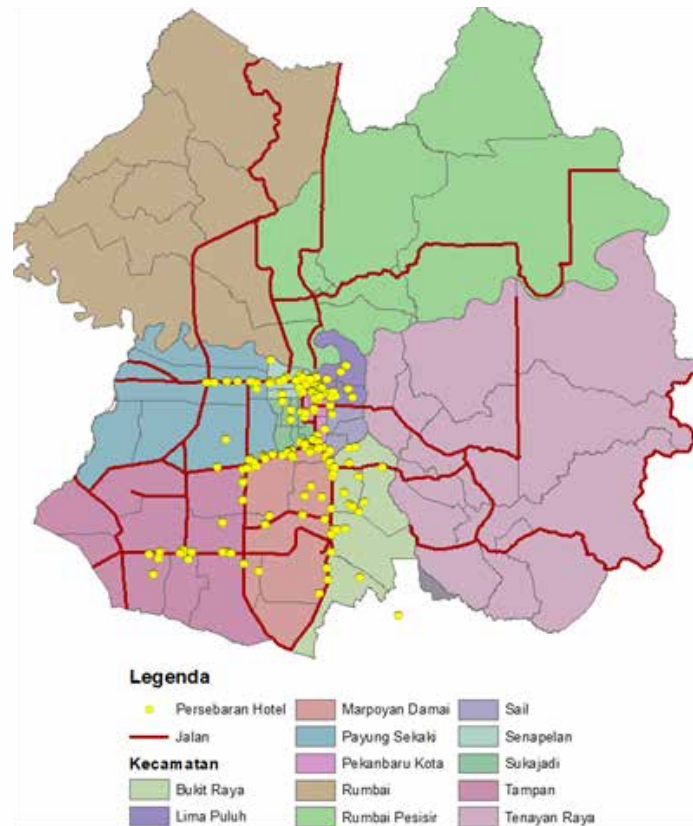 Legenda
Persebaran Hotel
Jalan
Kecamatan
Bukit Raya
Lima Puluh
Marpoyan Damai
Payung Sekaki
Pekanbaru Kota
Rumbai
Rumbai Pesisir
Sail
Senapelan
Sukajadi
Tampan
Tenayan Raya